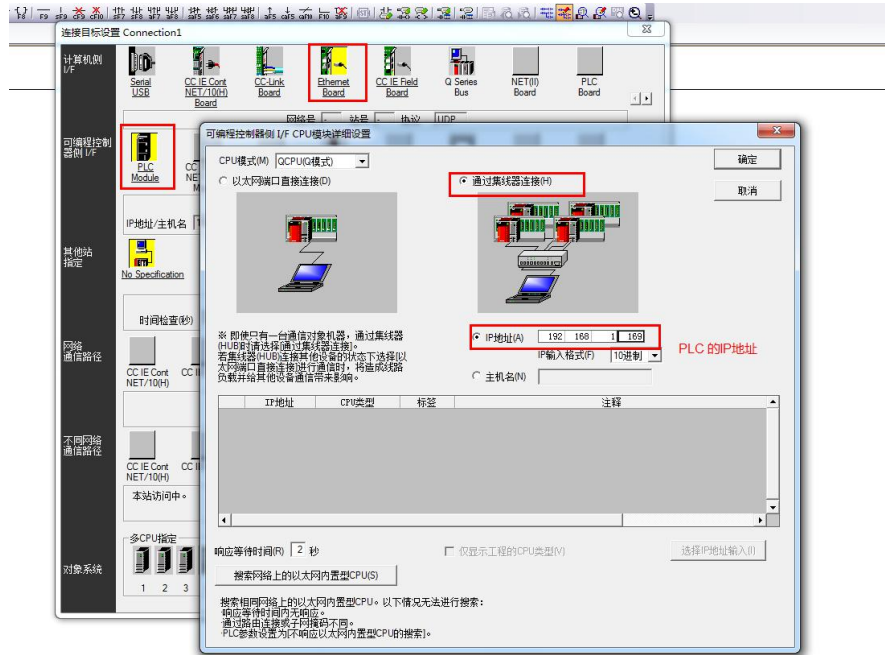 F9 sF9 cF9 cF10 sF7 sF8 aF7 aF8 saF5 saF6 saF7 saF8 aF5 caF5 caF10 F10 aF9
连接目标设置 Connection1
计算机侧
I/F
Serial
USB
CC IE Cont
NET/10(H)
Board
CC-Link
Board
Ethernet
Board
CC IE Field
Board
Q Series
Bus
NET(II)
Board
PLC
Board
网络号 - 站号 - 协议 UDP
可编程控制
器侧 I/F
PLC
Module
IP地址/主机名
其他站
指定
No Specification
时间检查(秒)
网络
通信路径
CC IE Cont
NET/10(H)
不同网络
通信路径
CC IE Cont
NET/10(H)
本站访问中。
多CPU指定
对象系统
1 2 3
可编程控制器侧 I/F CPU模块详细设置
CPU模式(M) QCPU(Q模式)
确定
取消
以太网端口直接连接(D)
通过集线器连接(H)
※ 即使只有一台通信对象机器，通过集线器
(HUB)时请选择[通过集线器连接]。
若集线器(HUB)连接其他设备的状态下选择[以
太网端口直接连接]进行通信时，将造成线路
负载并给其他设备通信带来影响。
IP地址(A) 192 168 1 169
PLC 的IP地址
IP输入格式(F) 10进制
主机名(N)
IP地址 CPU类型 标签 注释
响应等待时间(R) 2 秒
仅显示工程的CPU类型(V)
选择IP地址输入(I)
搜索网络上的以太网内置型CPU(S)
搜索相同网络上的以太网内置型CPU。以下情况无法进行搜索：
·响应等待时间内无响应。
·通过路由连接或子网掩码不同。
·PLC参数设置为[不响应以太网内置型CPU的搜索]。